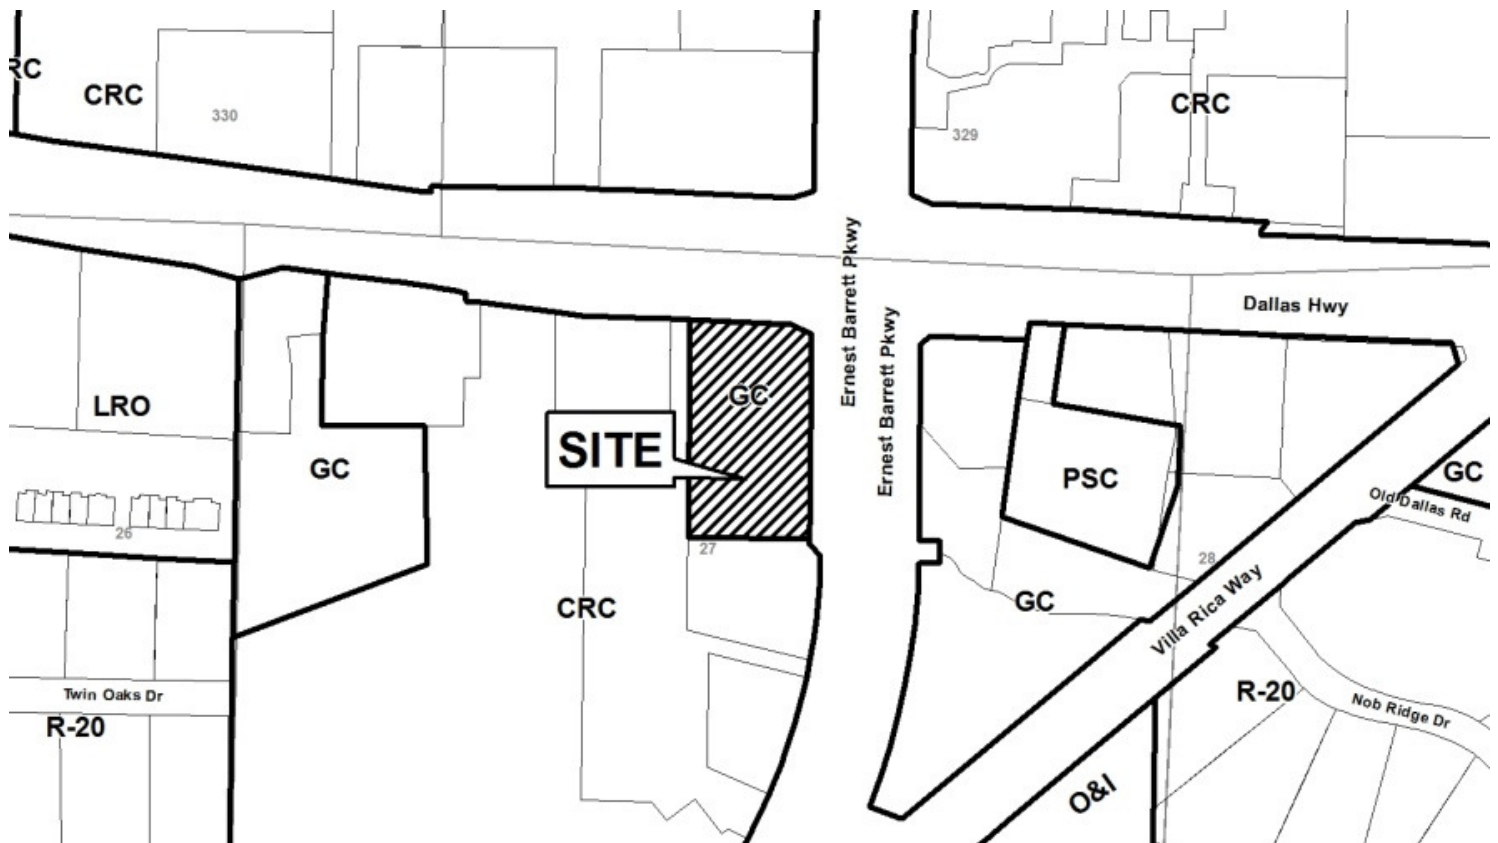 RC
CRC
330
CRC
329
Ernest Barrett Pkwy
Ernest Barrett Pkwy
Dallas Hwy
LRO
GC
GC
SITE
PSC
GC
Old Dallas Rd
26
27
28
CRC
GC
Villa Rica Way
Twin Oaks Dr
R-20
R-20
Nob Ridge Dr
O&I